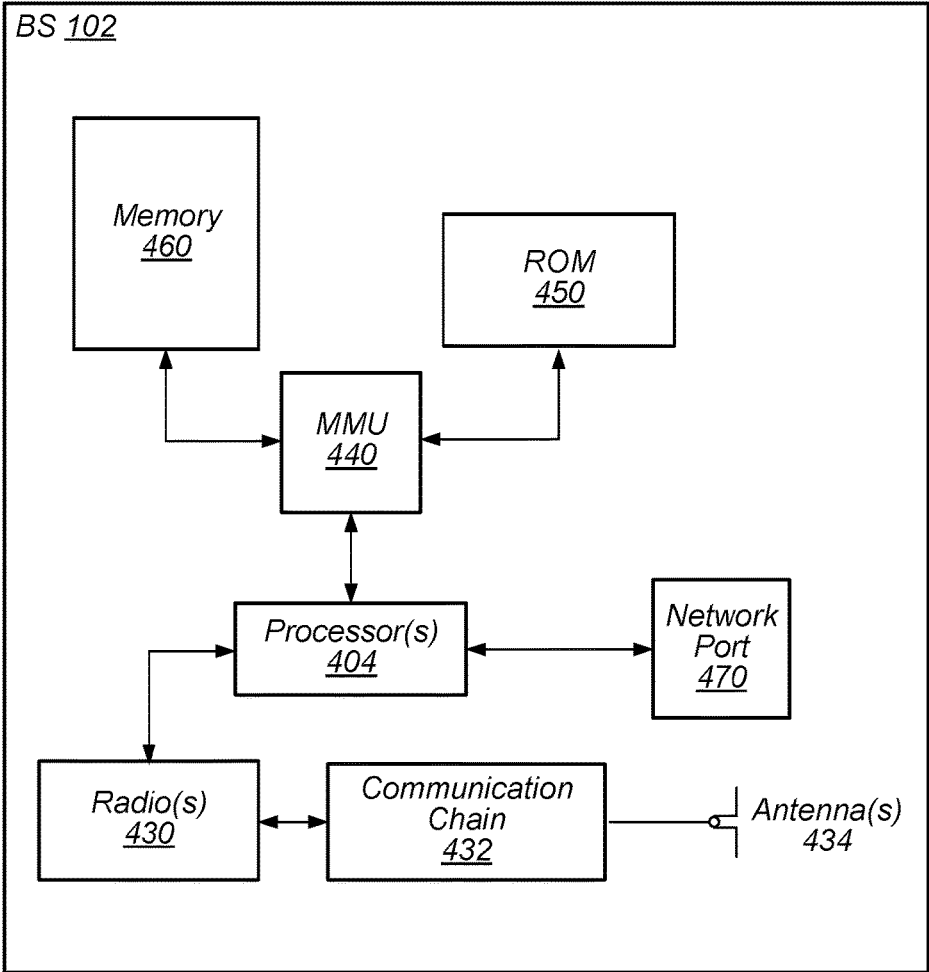 BS 102
Memory
460
ROM
450
MMU
440
Processor(s)
404
Network
Port
470
Radio(s)
430
Communication
Chain
432
Antenna(s)
434